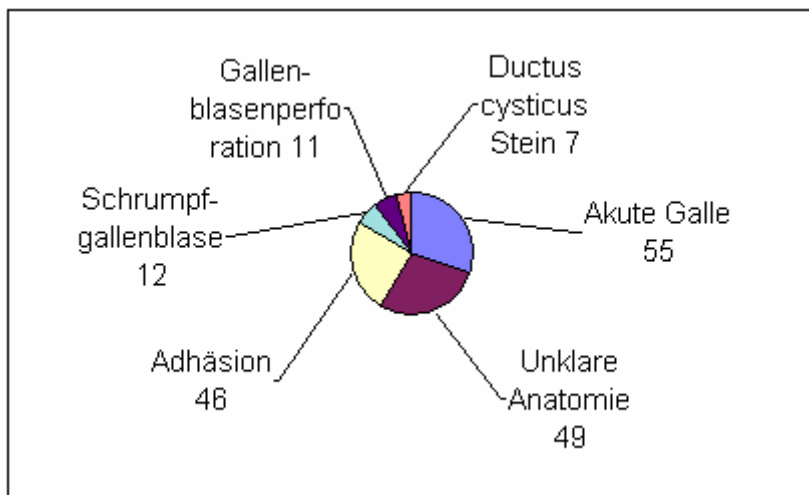 Gallen-
blasenperfo
ration 11
Ductus
cysticus
Stein 7
Schrumpf-
gallenblase
12
Akute Galle
55
Adhäsion
46
Unklare
Anatomie
49